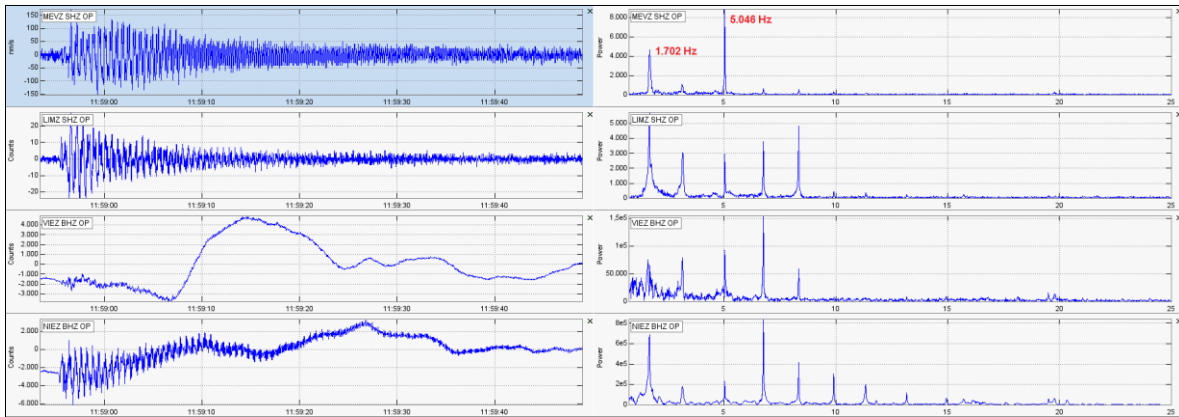 MEVZ SHZ OP
nm/s
150
100
50
0
-50
-100
-150
11:59:00 11:59:10 11:59:20 11:59:30 11:59:40
MEVZ SHZ OP
Power
8.000
6.000
4.000
2.000
0
1.702 Hz
5.046 Hz
5 10 15 20 25
LIMZ SHZ OP
Counts
20
10
0
-10
-20
11:59:00 11:59:10 11:59:20 11:59:30 11:59:40
LIMZ SHZ OP
Power
5.000
4.000
3.000
2.000
1.000
0
5 10 15 20 25
VIEZ BHZ OP
Counts
4.000
3.000
2.000
1.000
0
-1.000
-2.000
-3.000
11:59:00 11:59:10 11:59:20 11:59:30 11:59:40
VIEZ BHZ OP
Power
1,5e5
1e5
50.000
0
5 10 15 20 25
NIEZ BHZ OP
Counts
2.000
0
-2.000
-4.000
-6.000
11:59:00 11:59:10 11:59:20 11:59:30 11:59:40
NIEZ BHZ OP
Power
8e5
6e5
4e5
2e5
0
5 10 15 20 25